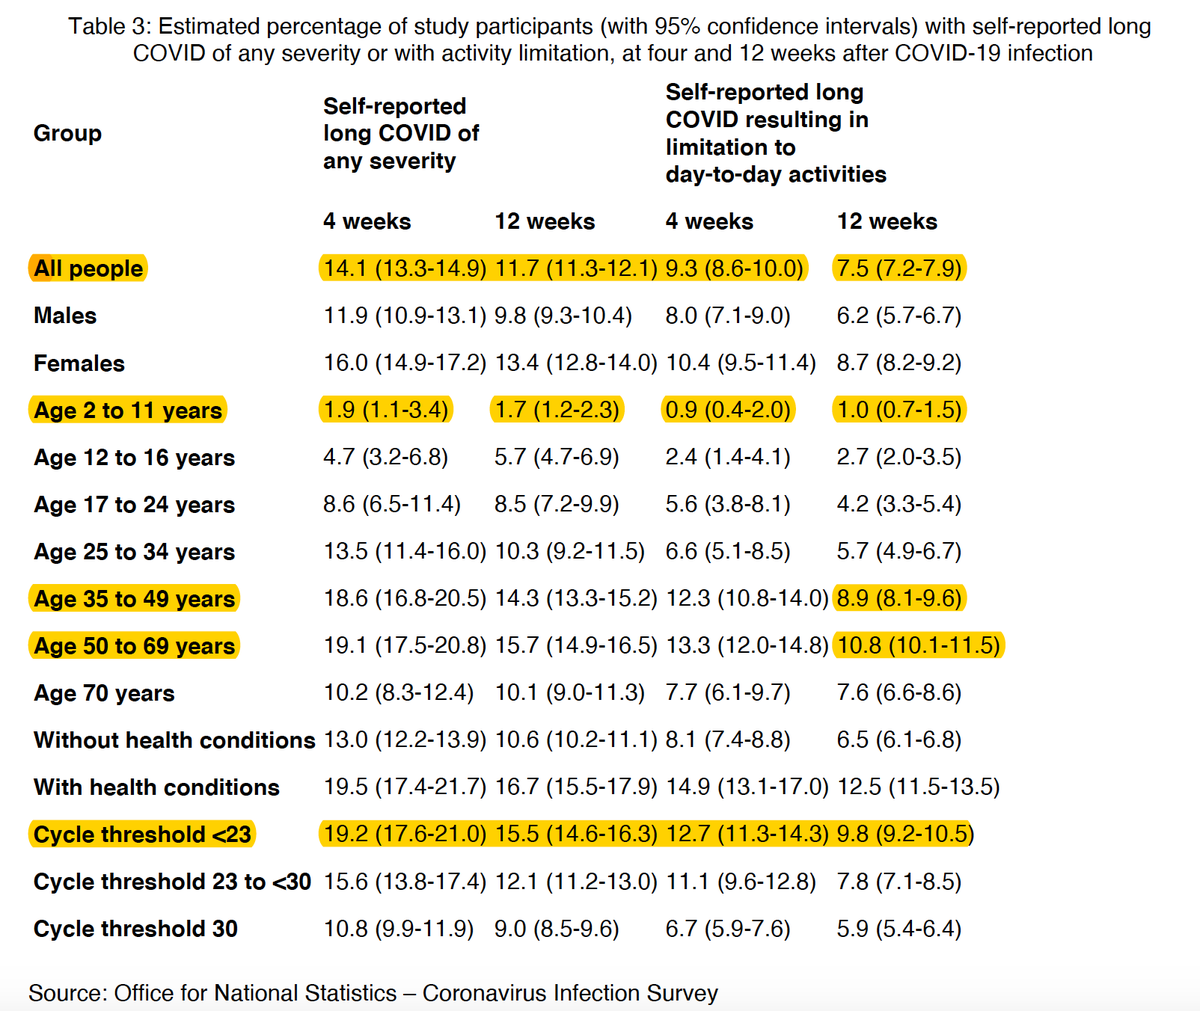 Table 3: Estimated percentage of study participants (with 95% confidence intervals) with self-reported long
COVID of any severity or with activity limitation, at four and 12 weeks after COVID-19 infection
Group
Self-reported
long COVID of
any severity
Self-reported long
COVID resulting in
limitation to
day-to-day activities
4 weeks 12 weeks 4 weeks 12 weeks
All people 14.1 (13.3-14.9) 11.7 (11.3-12.1) 9.3 (8.6-10.0) 7.5 (7.2-7.9)
Males 11.9 (10.9-13.1) 9.8 (9.3-10.4) 8.0 (7.1-9.0) 6.2 (5.7-6.7)
Females 16.0 (14.9-17.2) 13.4 (12.8-14.0) 10.4 (9.5-11.4) 8.7 (8.2-9.2)
Age 2 to 11 years 1.9 (1.1-3.4) 1.7 (1.2-2.3) 0.9 (0.4-2.0) 1.0 (0.7-1.5)
Age 12 to 16 years 4.7 (3.2-6.8) 5.7 (4.7-6.9) 2.4 (1.4-4.1) 2.7 (2.0-3.5)
Age 17 to 24 years 8.6 (6.5-11.4) 8.5 (7.2-9.9) 5.6 (3.8-8.1) 4.2 (3.3-5.4)
Age 25 to 34 years 13.5 (11.4-16.0) 10.3 (9.2-11.5) 6.6 (5.1-8.5) 5.7 (4.9-6.7)
Age 35 to 49 years 18.6 (16.8-20.5) 14.3 (13.3-15.2) 12.3 (10.8-14.0) 8.9 (8.1-9.6)
Age 50 to 69 years 19.1 (17.5-20.8) 15.7 (14.9-16.5) 13.3 (12.0-14.8) 10.8 (10.1-11.5)
Age 70 years 10.2 (8.3-12.4) 10.1 (9.0-11.3) 7.7 (6.1-9.7) 7.6 (6.6-8.6)
Without health conditions 13.0 (12.2-13.9) 10.6 (10.2-11.1) 8.1 (7.4-8.8) 6.5 (6.1-6.8)
With health conditions 19.5 (17.4-21.7) 16.7 (15.5-17.9) 14.9 (13.1-17.0) 12.5 (11.5-13.5)
Cycle threshold <23 19.2 (17.6-21.0) 15.5 (14.6-16.3) 12.7 (11.3-14.3) 9.8 (9.2-10.5)
Cycle threshold 23 to <30 15.6 (13.8-17.4) 12.1 (11.2-13.0) 11.1 (9.6-12.8) 7.8 (7.1-8.5)
Cycle threshold 30 10.8 (9.9-11.9) 9.0 (8.5-9.6) 6.7 (5.9-7.6) 5.9 (5.4-6.4)
Source: Office for National Statistics – Coronavirus Infection Survey